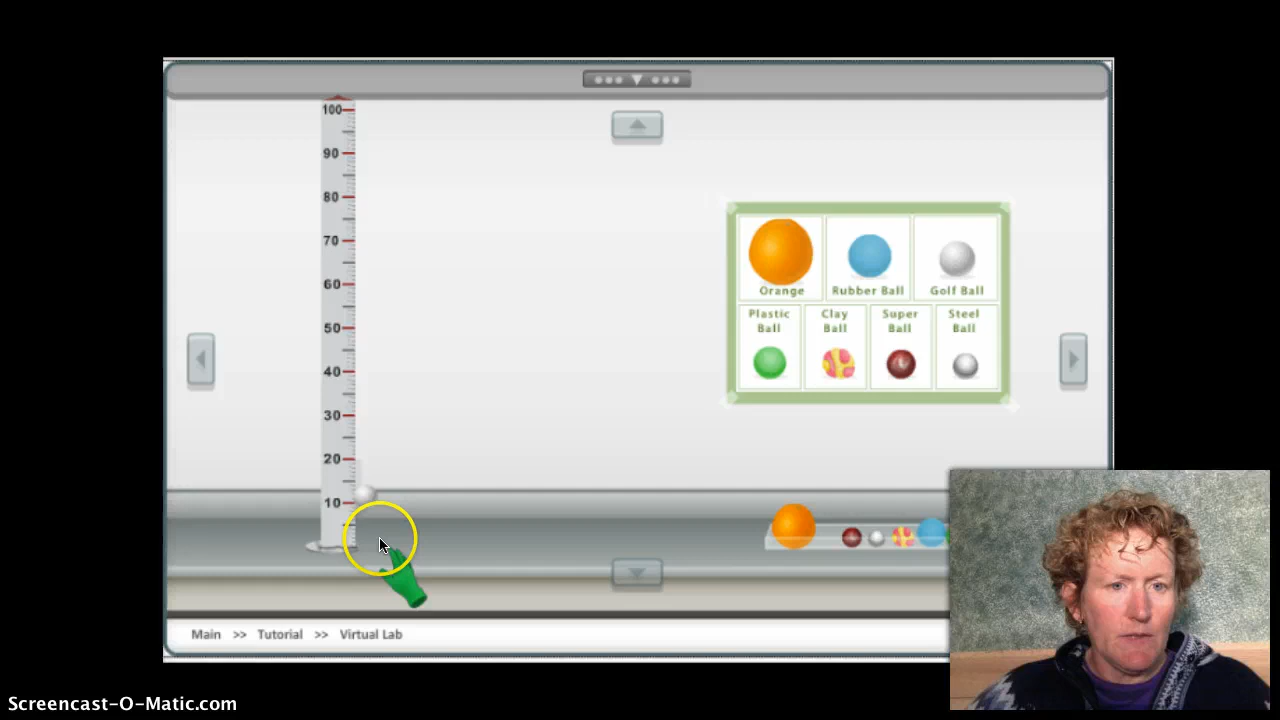 100
90
80
70
60
50
40
30
20
10
Orange Rubber Ball Golf Ball
Plastic Clay Super Steel
Ball Ball Ball Ball
Main >> Tutorial >> Virtual Lab
Screencast-O-Matic.com